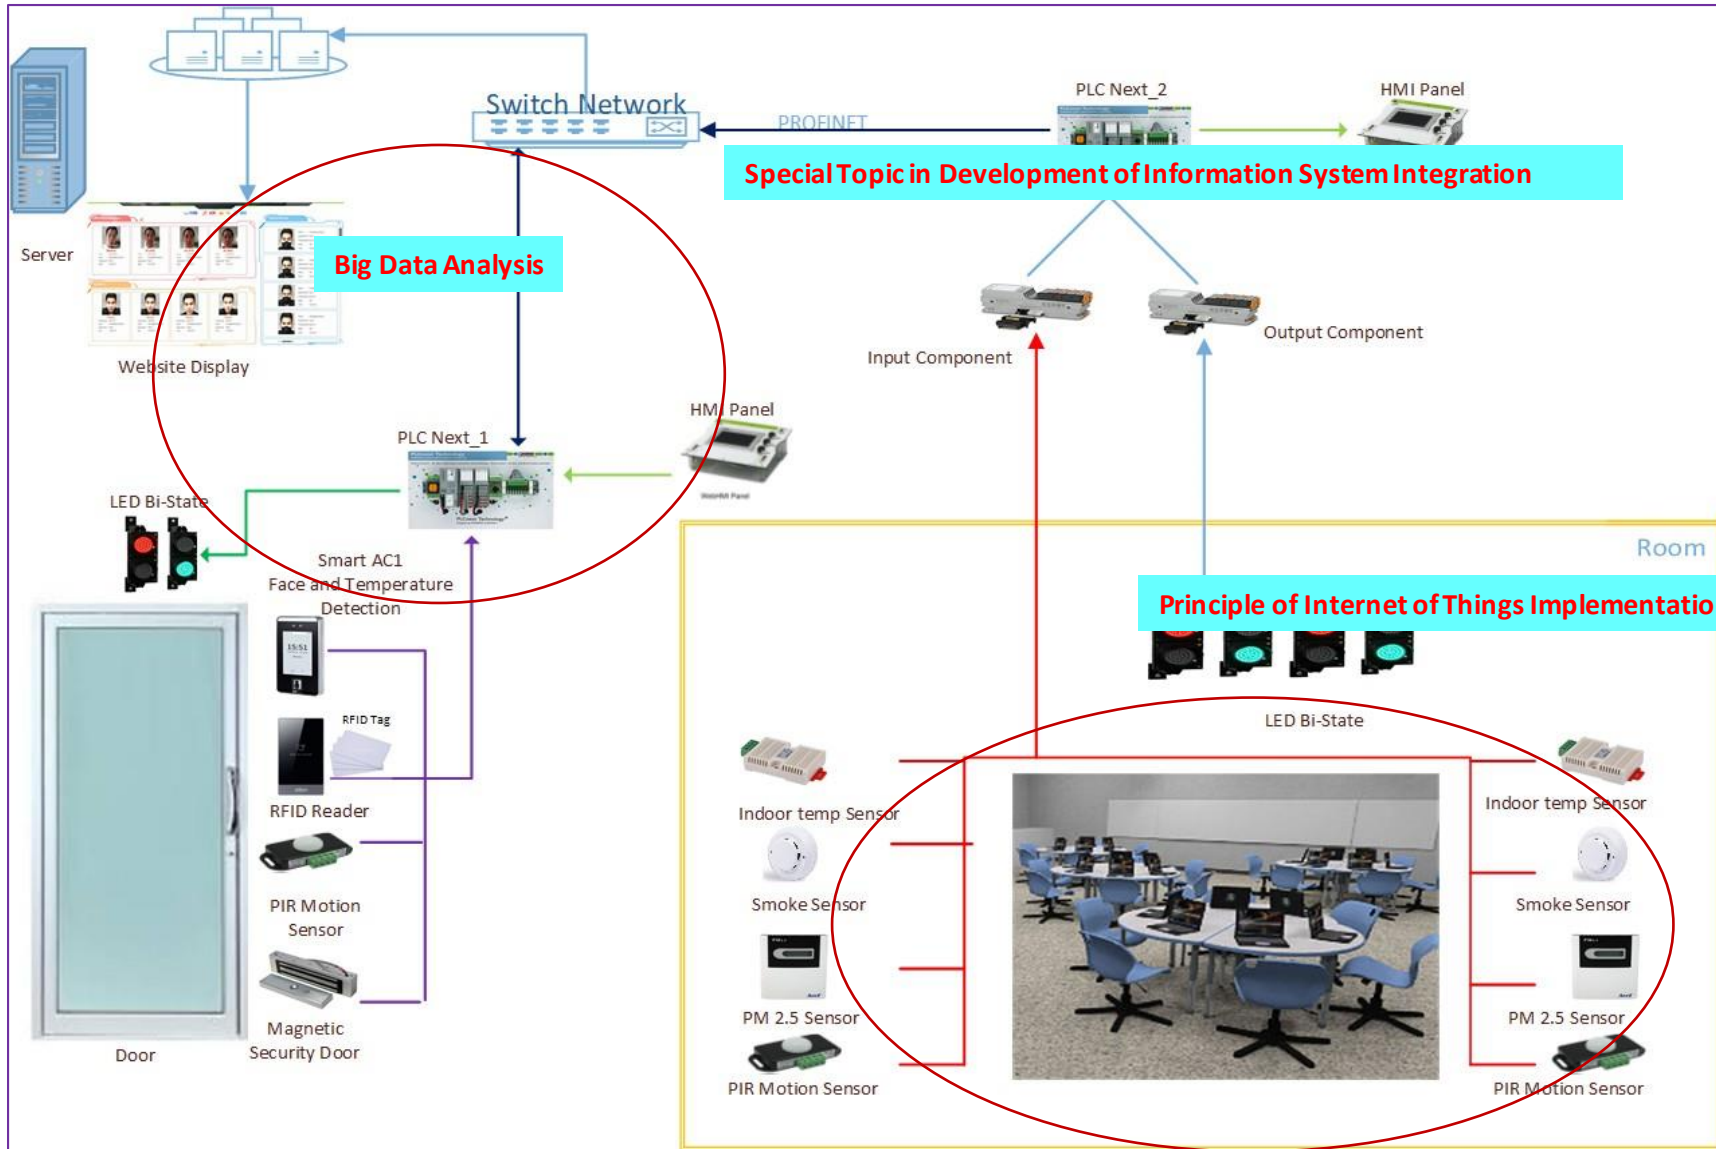 Switch Network
PROFINET
PLC Next_2
HMI Panel
Special Topic in Development of Information System Integration
Server
Big Data Analysis
Website Display
Input Component
Output Component
HMI Panel
WebHMI Panel
PLC Next_1
LED Bi-State
Smart AC1
Face and Temperature
Detection
15:51
RFID Tag
RFID Reader
PIR Motion
Sensor
Magnetic
Security Door
Door
Room
Principle of Internet of Things Implementatio
LED Bi-State
Indoor temp Sensor
Smoke Sensor
PM 2.5 Sensor
PIR Motion Sensor
Indoor temp Sensor
Smoke Sensor
PM 2.5 Sensor
PIR Motion Sensor